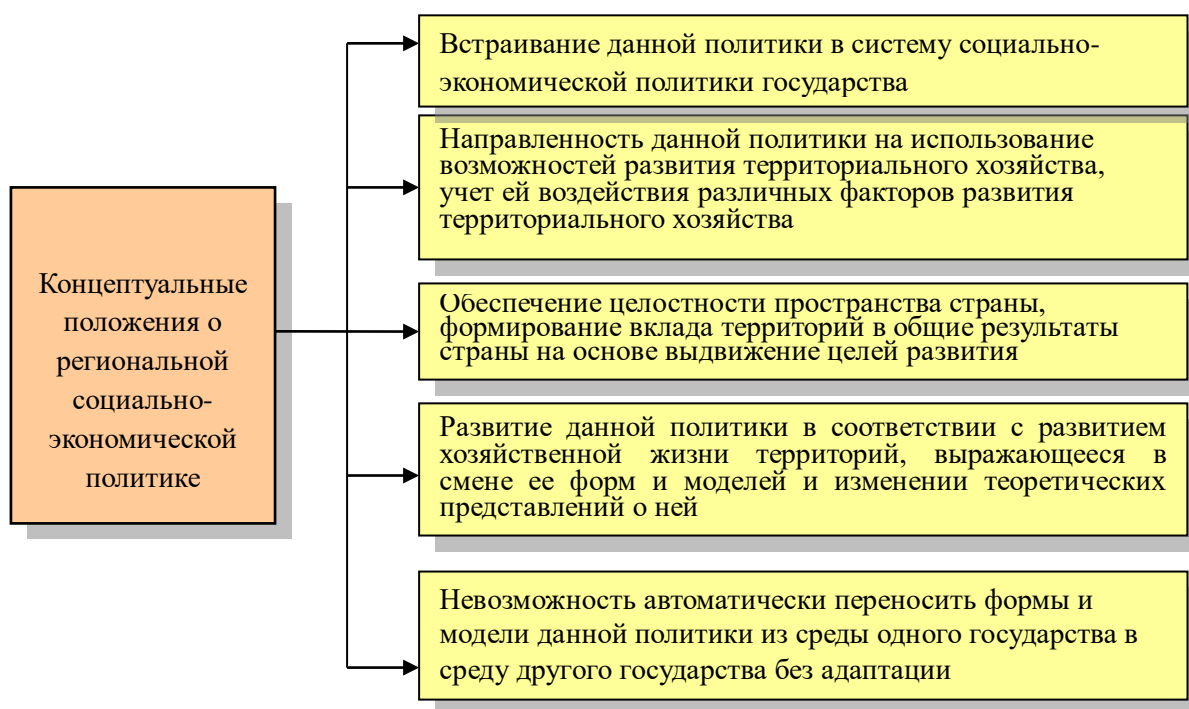 Концептуальные
положения о
региональной
социально-
экономической
политике
Встраивание данной политики в систему социально-
экономической политики государства
Направленность данной политики на использование
возможностей развития территориального хозяйства,
учет ей воздействия различных факторов развития
территориального хозяйства
Обеспечение целостности пространства страны,
формирование вклада территорий в общие результаты
страны на основе выдвижение целей развития
Развитие данной политики в соответствии с развитием
хозяйственной жизни территорий, выражающееся в
смене ее форм и моделей и изменении теоретических
представлений о ней
Невозможность автоматически переносить формы и
модели данной политики из среды одного государства в
среду другого государства без адаптации